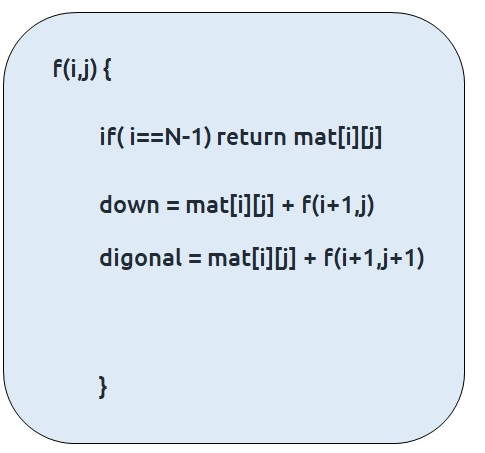 f(i,j) {
if( i==N-1) return mat[i][j]
down = mat[i][j] + f(i+1,j)
digonal = mat[i][j] + f(i+1,j+1)
}